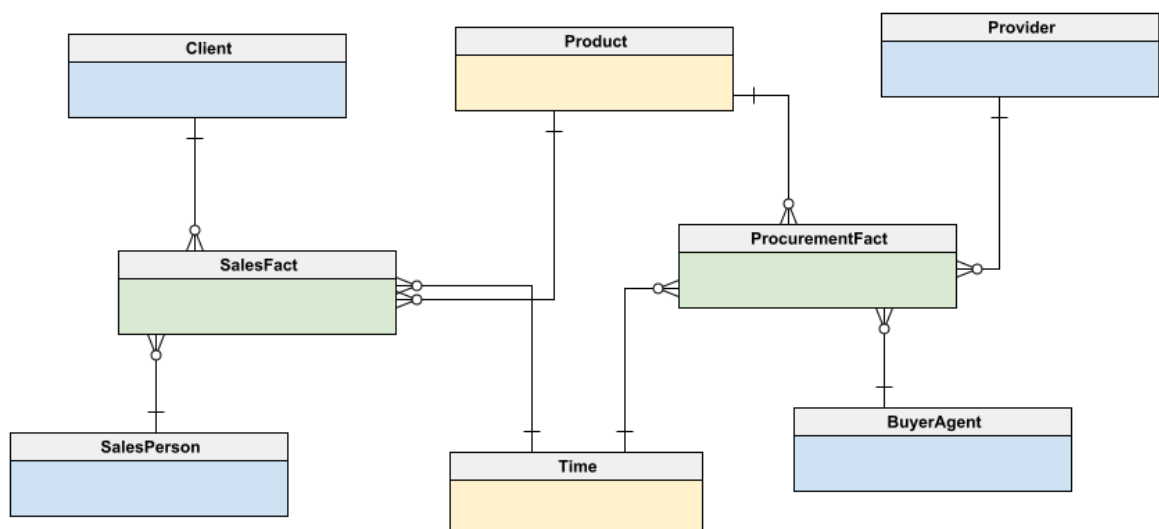 Client
Product
Provider
SalesFact
ProcurementFact
SalesPerson
Time
BuyerAgent